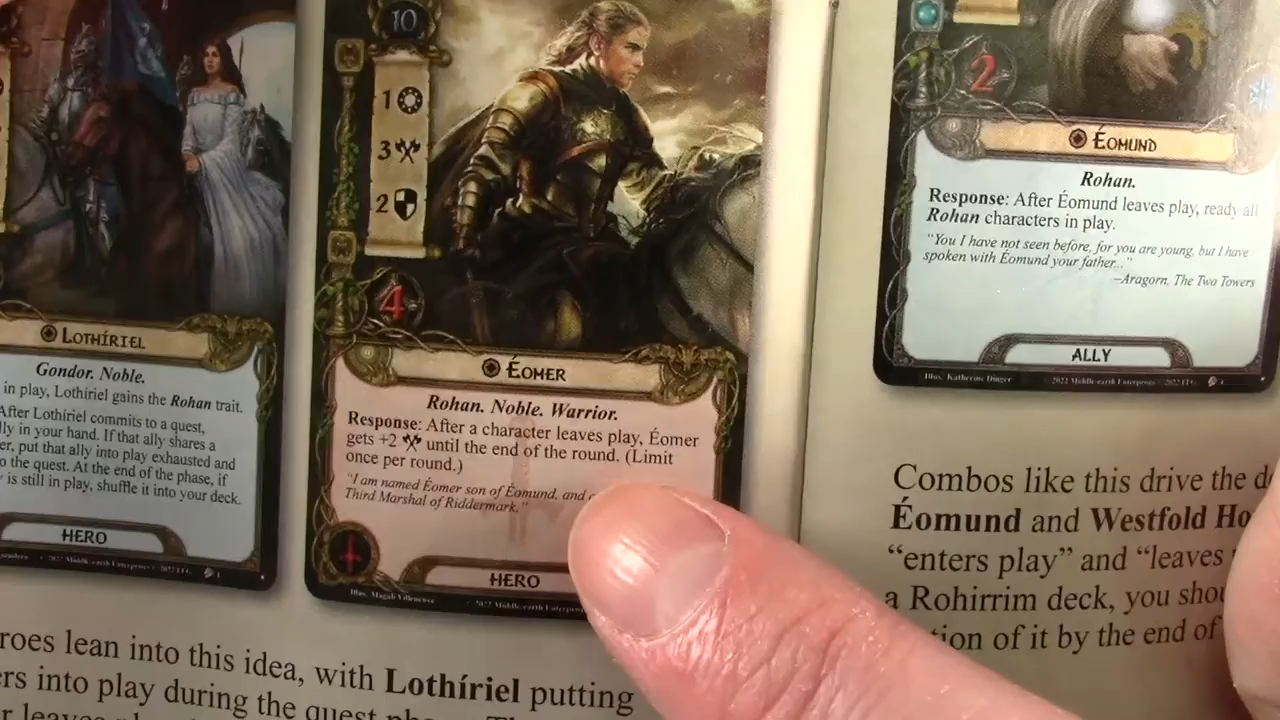 LOTHÍRIEL
Gondor. Noble.
in play, Lothíriel gains the Rohan trait.
After Lothíriel commits to a quest,
in your hand. If that ally shares a
put that ally into play exhausted and
the quest. At the end of the phase, if
is still in play, shuffle it into your deck.
HERO
10
1
3
2
4
ÉOMER
Rohan. Noble. Warrior.
Response: After a character leaves play, Éomer
gets +2 until the end of the round. (Limit
once per round.)
"I am named Éomer son of Éomund, and
Third Marshal of Riddermark."
HERO
Illus. Magali Villeneuve
2
ÉOMUND
Rohan.
Response: After Éomund leaves play, ready all
Rohan characters in play.
"You I have not seen before, for you are young, but I have
spoken with Éomund your father..."
–Aragorn, The Two Towers
ALLY
Illus. Katherine Dinger
lean into this idea, with Lothíriel putting
into play during the quest
Combos like this drive the
Éomund and Westfold
"enters play" and "leaves
a Rohirrim deck, you
of it by the end of